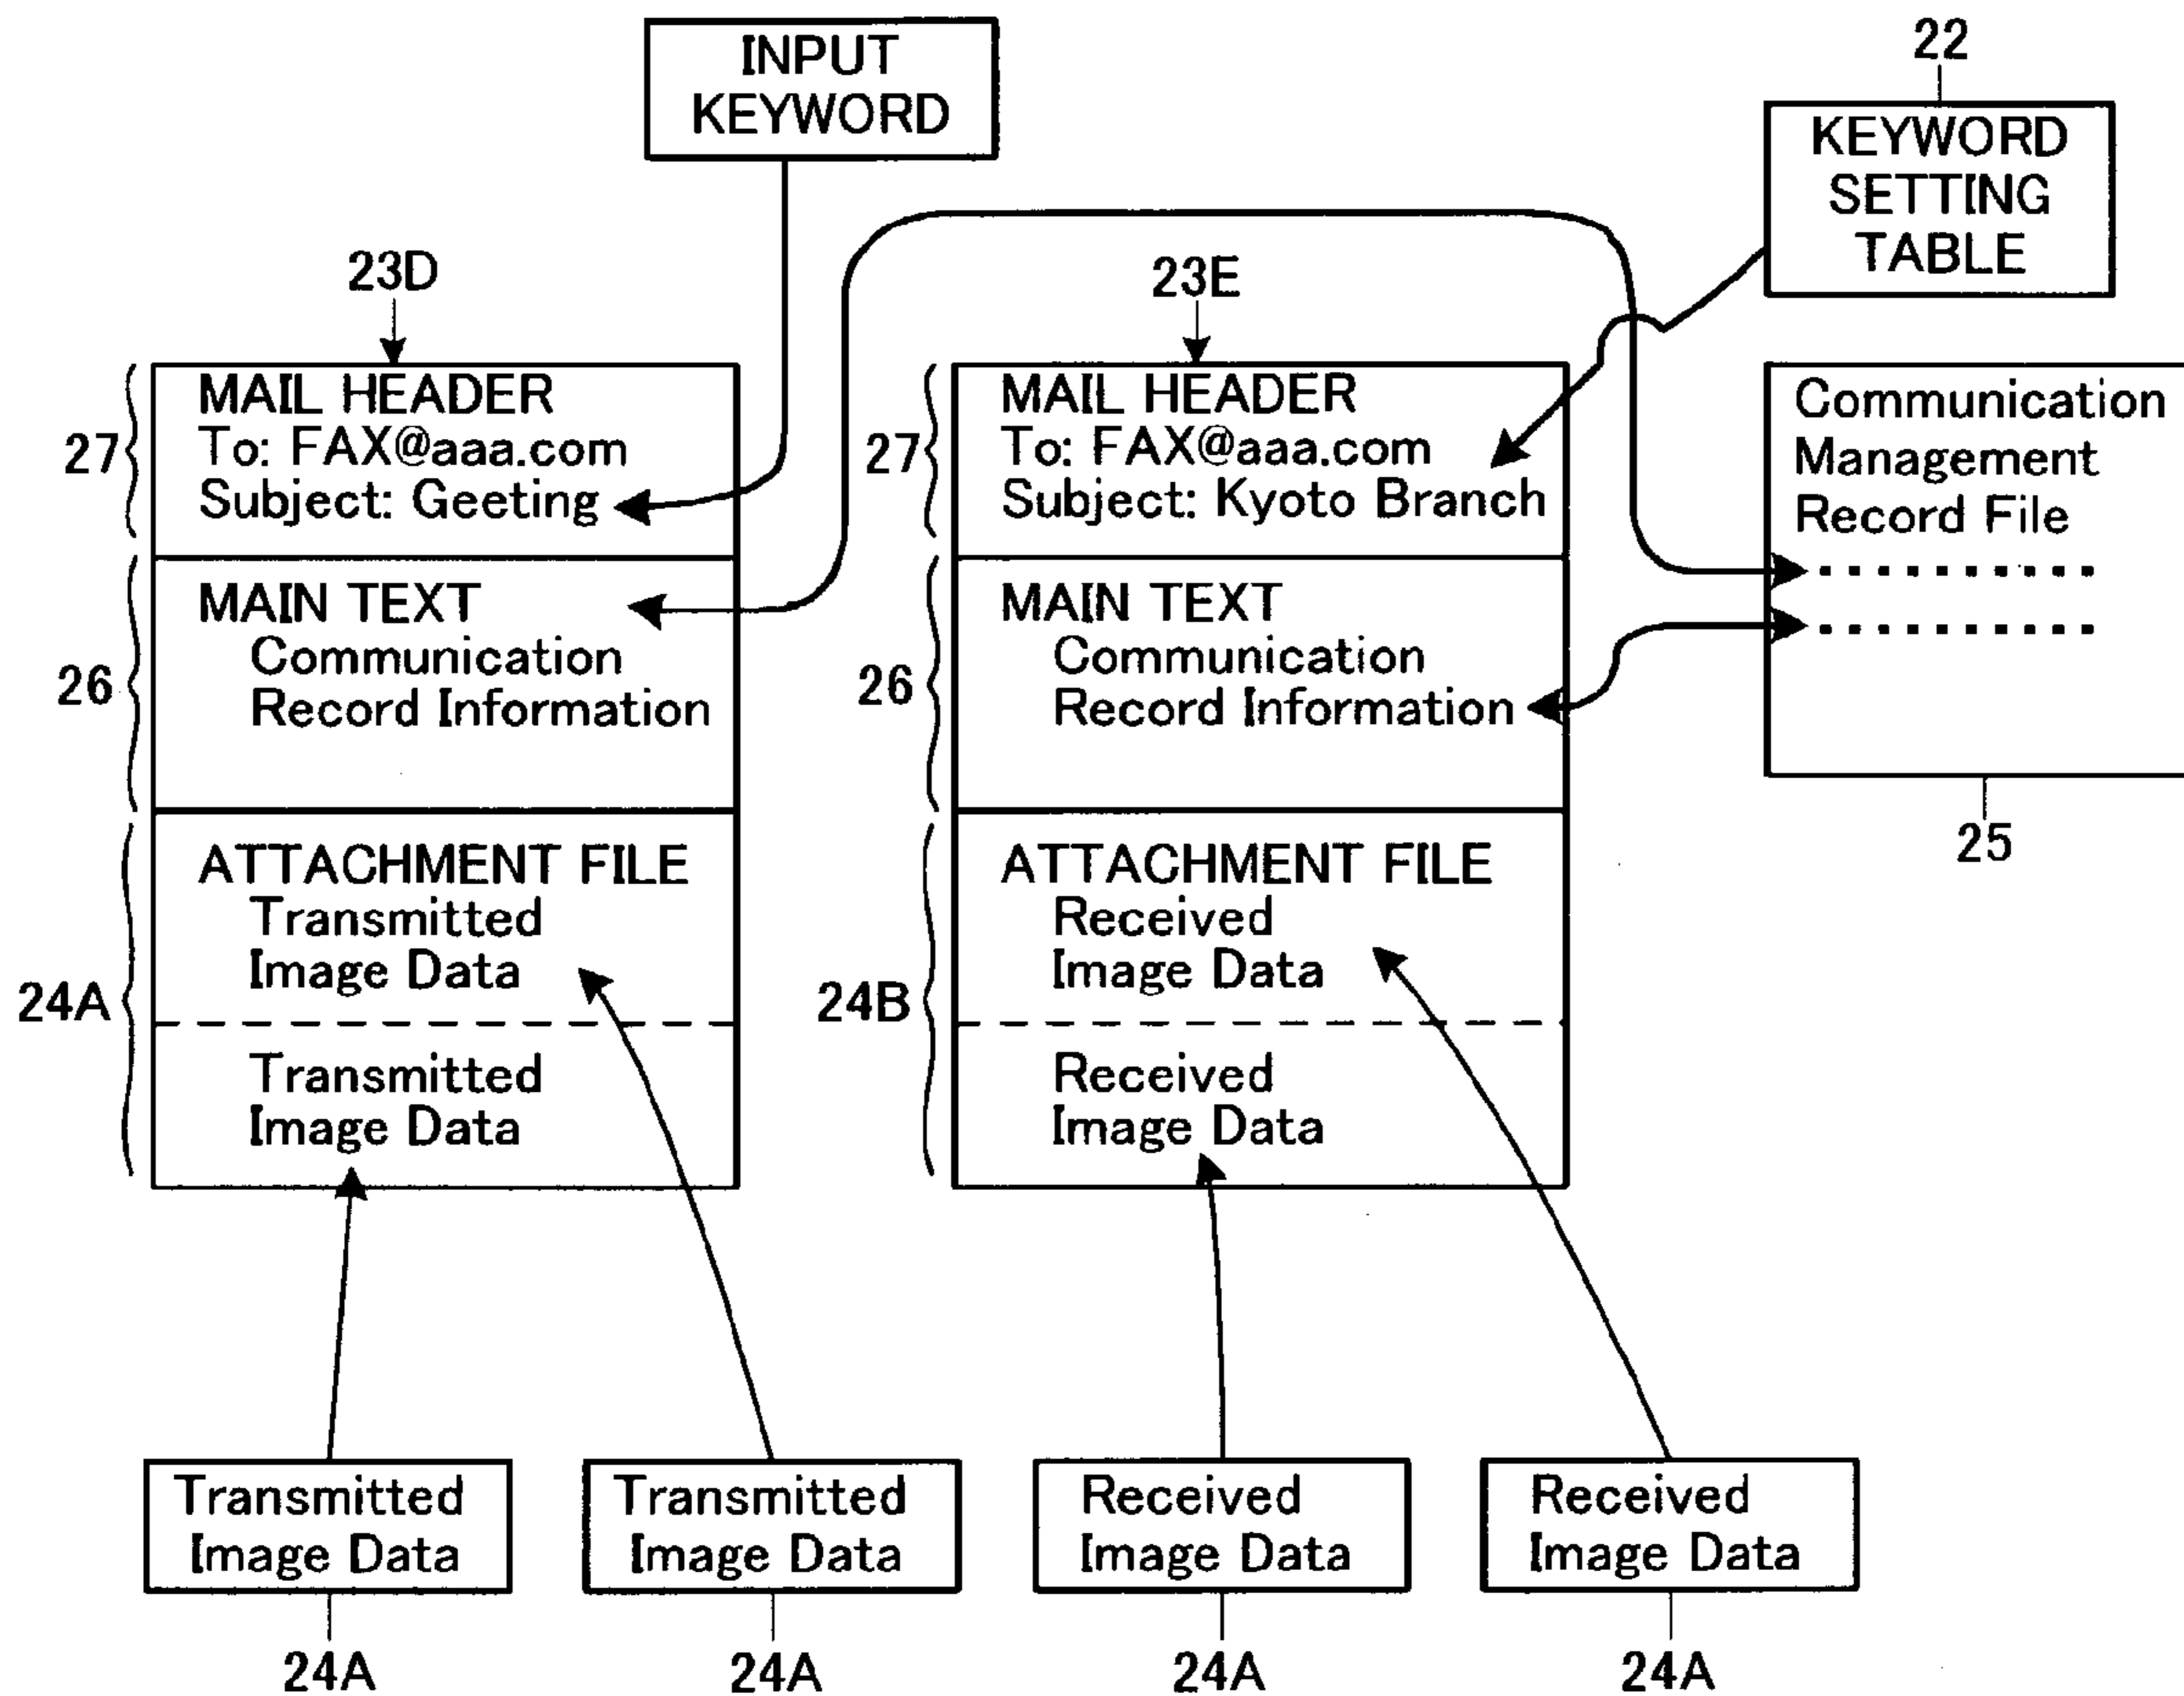 INPUT
KEYWORD
22
KEYWORD
SETTING
TABLE
23D
23E
27
MAIL HEADER
To: FAX@aaa.com
Subject: Geeting
27
MAIL HEADER
To: FAX@aaa.com
Subject: Kyoto Branch
Communication
Management
Record File
25
26
MAIN TEXT
Communication
Record Information
26
MAIN TEXT
Communication
Record Information
24A
ATTACHMENT FILE
Transmitted
Image Data
Transmitted
Image Data
24B
ATTACHMENT FILE
Received
Image Data
Received
Image Data
Transmitted
Image Data
24A
Transmitted
Image Data
24A
Received
Image Data
24A
Received
Image Data
24A